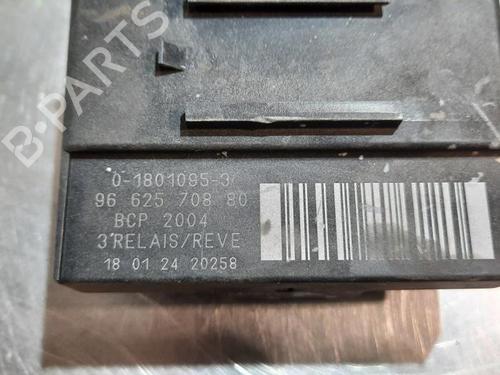 B-PARTS
0-1801095-3
96 625 708 80
BCP 2004
3 RELAIS/REVE
18 01 24 20258